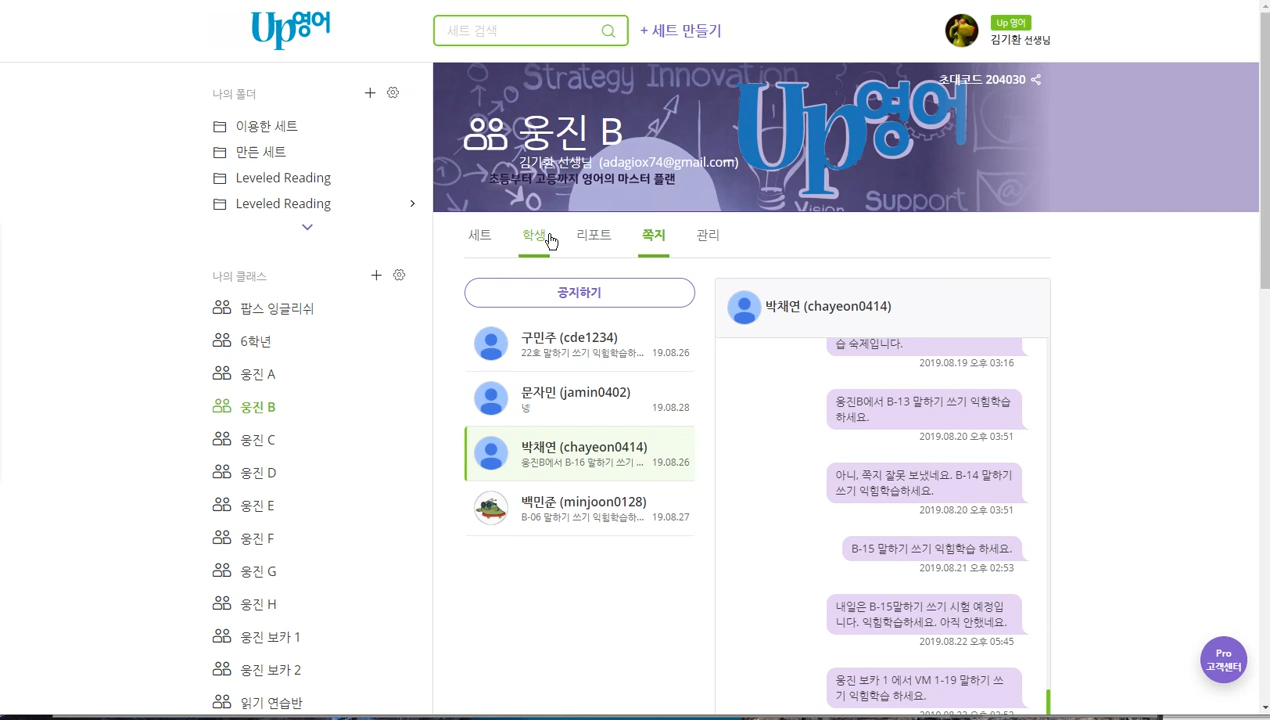 Up영어
세트 검색
+ 세트 만들기
Up 영어
김기환 선생님
나의 폴더
이용한 세트
만든 세트
Leveled Reading
Leveled Reading
나의 클래스
팝스 잉글리쉬
6학년
웅진 A
웅진 B
웅진 C
웅진 D
웅진 E
웅진 F
웅진 G
웅진 H
웅진 보카 1
웅진 보카 2
읽기 연습반
Strategy Innovation
초대코드 204030
웅진 B
김기환 선생님 (adagiox74@gmail.com)
초등부터 고등까지 영어의 마스터 플랜
Up영어
Vision
Support
세트 학생 리포트 쪽지 관리
공지하기
구민주 (cde1234)
22호 말하기 쓰기 익힘학습하... 19.08.26
문자민 (jamin0402)
넹 19.08.28
박채연 (chayeon0414)
웅진B에서 B-16 말하기 쓰기 ... 19.08.26
백민준 (minjoon0128)
B-06 말하기 쓰기 익힘학습하... 19.08.27
박채연 (chayeon0414)
습 숙제입니다.
2019.08.19 오후 03:16
웅진B에서 B-13 말하기 쓰기 익힘학습
하세요.
2019.08.20 오후 03:51
아니, 쪽지 잘못 보냈네요. B-14 말하기
쓰기 익힘학습하세요.
2019.08.20 오후 03:51
B-15 말하기 쓰기 익힘학습 하세요.
2019.08.21 오후 02:53
내일은 B-15말하기 쓰기 시험 예정입
니다. 익힘학습하세요. 아직 안했네요.
2019.08.22 오후 05:45
웅진 보카 1 에서 VM 1-19 말하기 쓰
기 익힘학습 하세요.
Pro
고객센터